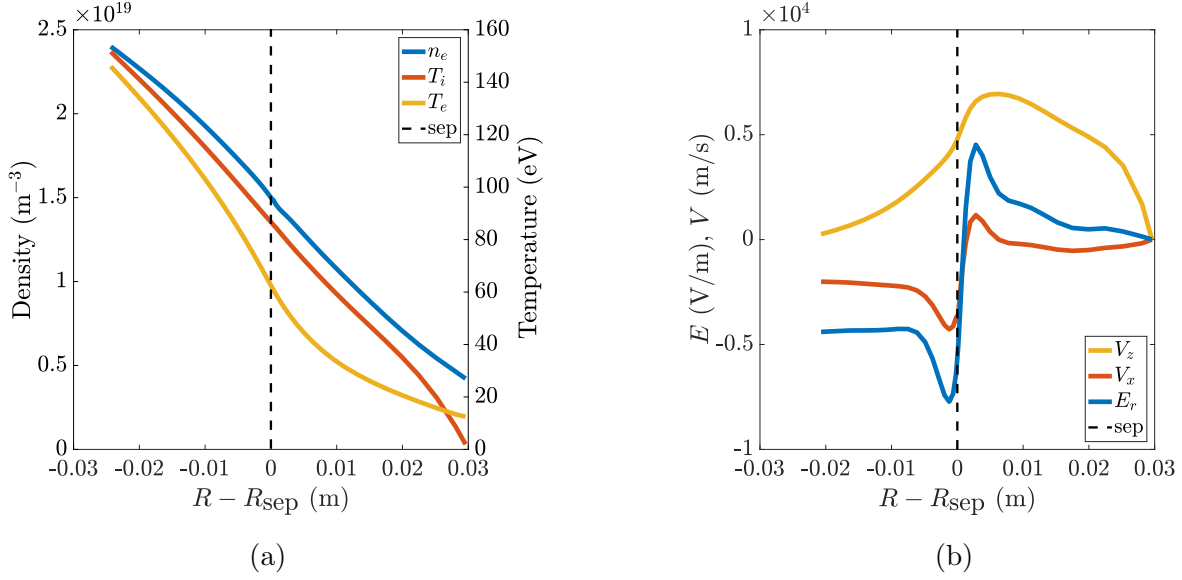 ×10^19
2.5
2
1.5
1
0.5
0
160
140
120
100
80
60
40
20
0
-0.03
-0.02
-0.01
0
0.01
0.02
0.03
Density (m^−3)
Temperature (eV)
R − R_sep (m)
n_e
T_i
T_e
sep
(a)
×10^4
1
0.5
0
-0.5
-1
-0.03
-0.02
-0.01
0
0.01
0.02
0.03
E (V/m), V (m/s)
R − R_sep (m)
V_z
V_x
E_r
sep
(b)